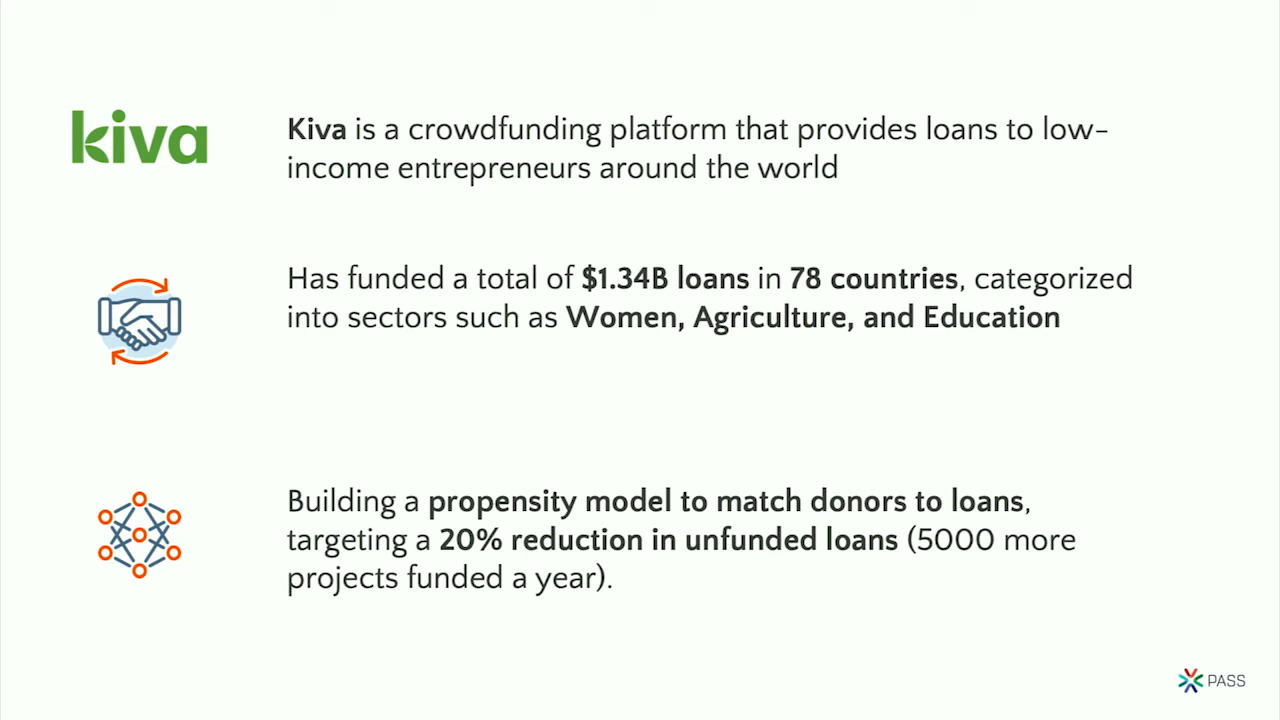 kiva
Kiva is a crowdfunding platform that provides loans to low-
income entrepreneurs around the world
Has funded a total of $1.34B loans in 78 countries, categorized
into sectors such as Women, Agriculture, and Education
Building a propensity model to match donors to loans,
targeting a 20% reduction in unfunded loans (5000 more
projects funded a year).
PASS